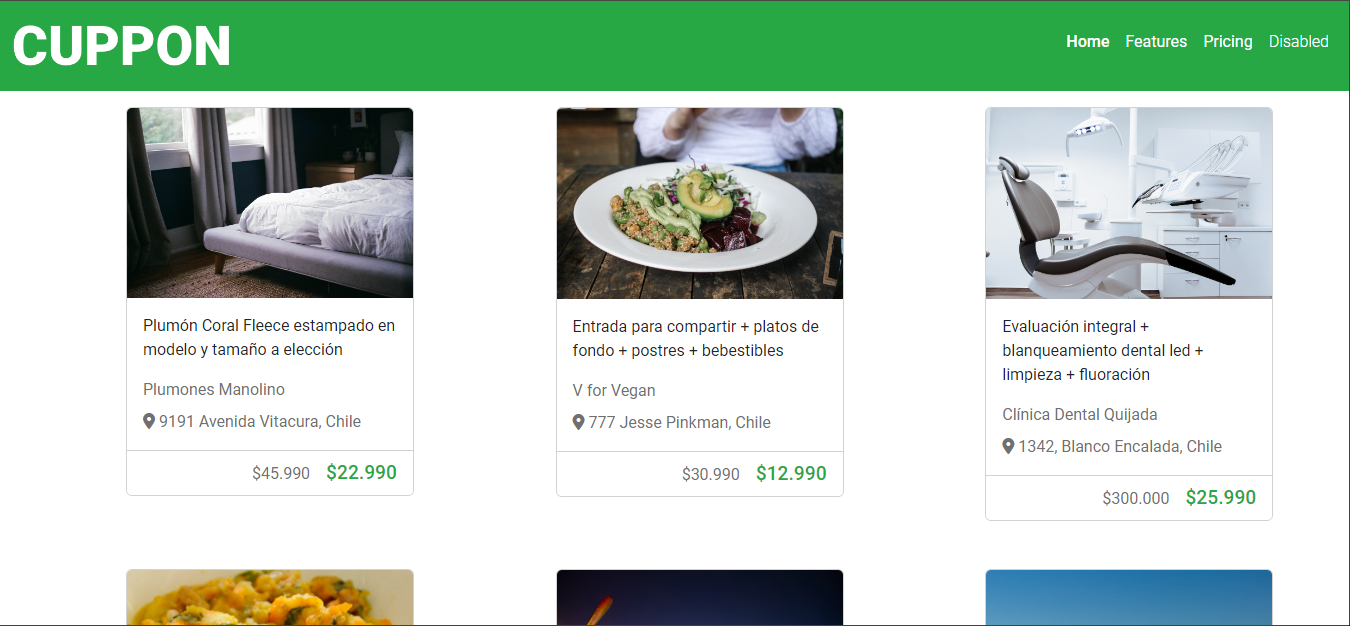 CUPPON
Home Features Pricing Disabled
Plumón Coral Fleece estampado en
modelo y tamaño a elección
Plumones Manolino
9191 Avenida Vitacura, Chile
$45.990 $22.990
Entrada para compartir + platos de
fondo + postres + bebestibles
V for Vegan
777 Jesse Pinkman, Chile
$30.990 $12.990
Evaluación integral +
blanqueamiento dental led +
limpieza + fluoración
Clínica Dental Quijada
1342, Blanco Encalada, Chile
$300.000 $25.990